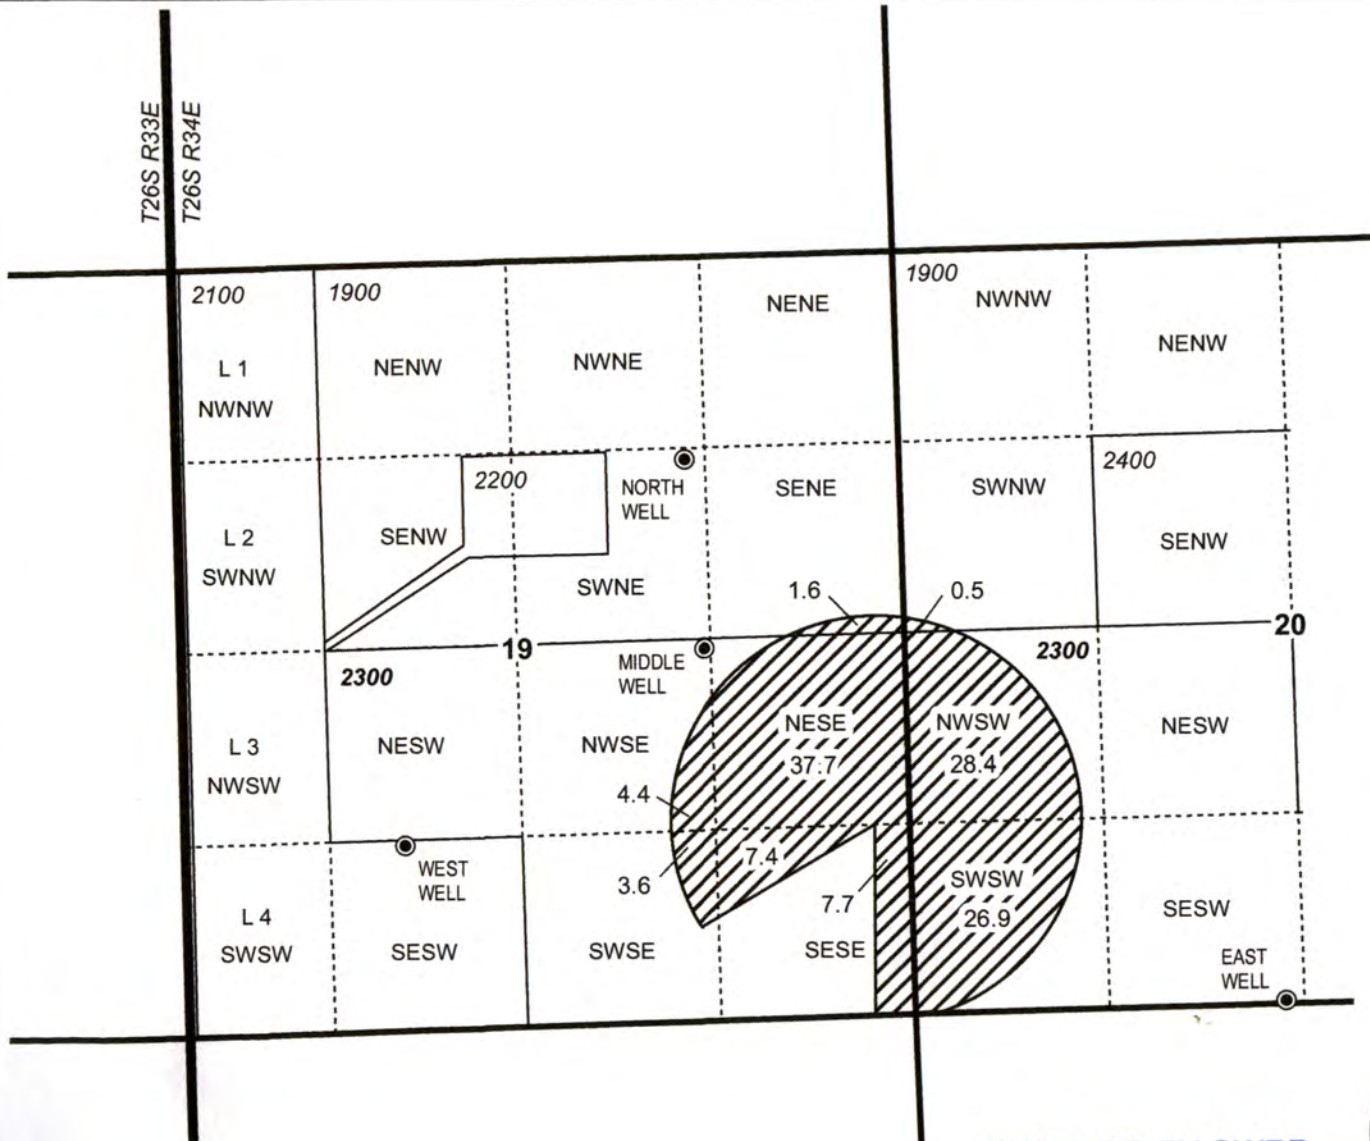 T26S R33E
T26S R34E
2100
1900
1900
NENE
NWNW
NENW
L 1
NWNW
NENW
NWNE
2200
NORTH
WELL
SENE
SWNW
2400
L 2
SWNW
SENW
SENW
SWNE
1.6
0.5
19
20
2300
MIDDLE
WELL
2300
NESE
37.7
NWSW
28.4
NESW
L 3
NWSW
NESW
NWSE
4.4
3.6
7.4
7.7
WEST
WELL
SWSW
26.9
SESW
L 4
SWSW
SESW
SWSE
SESE
EAST
WELL